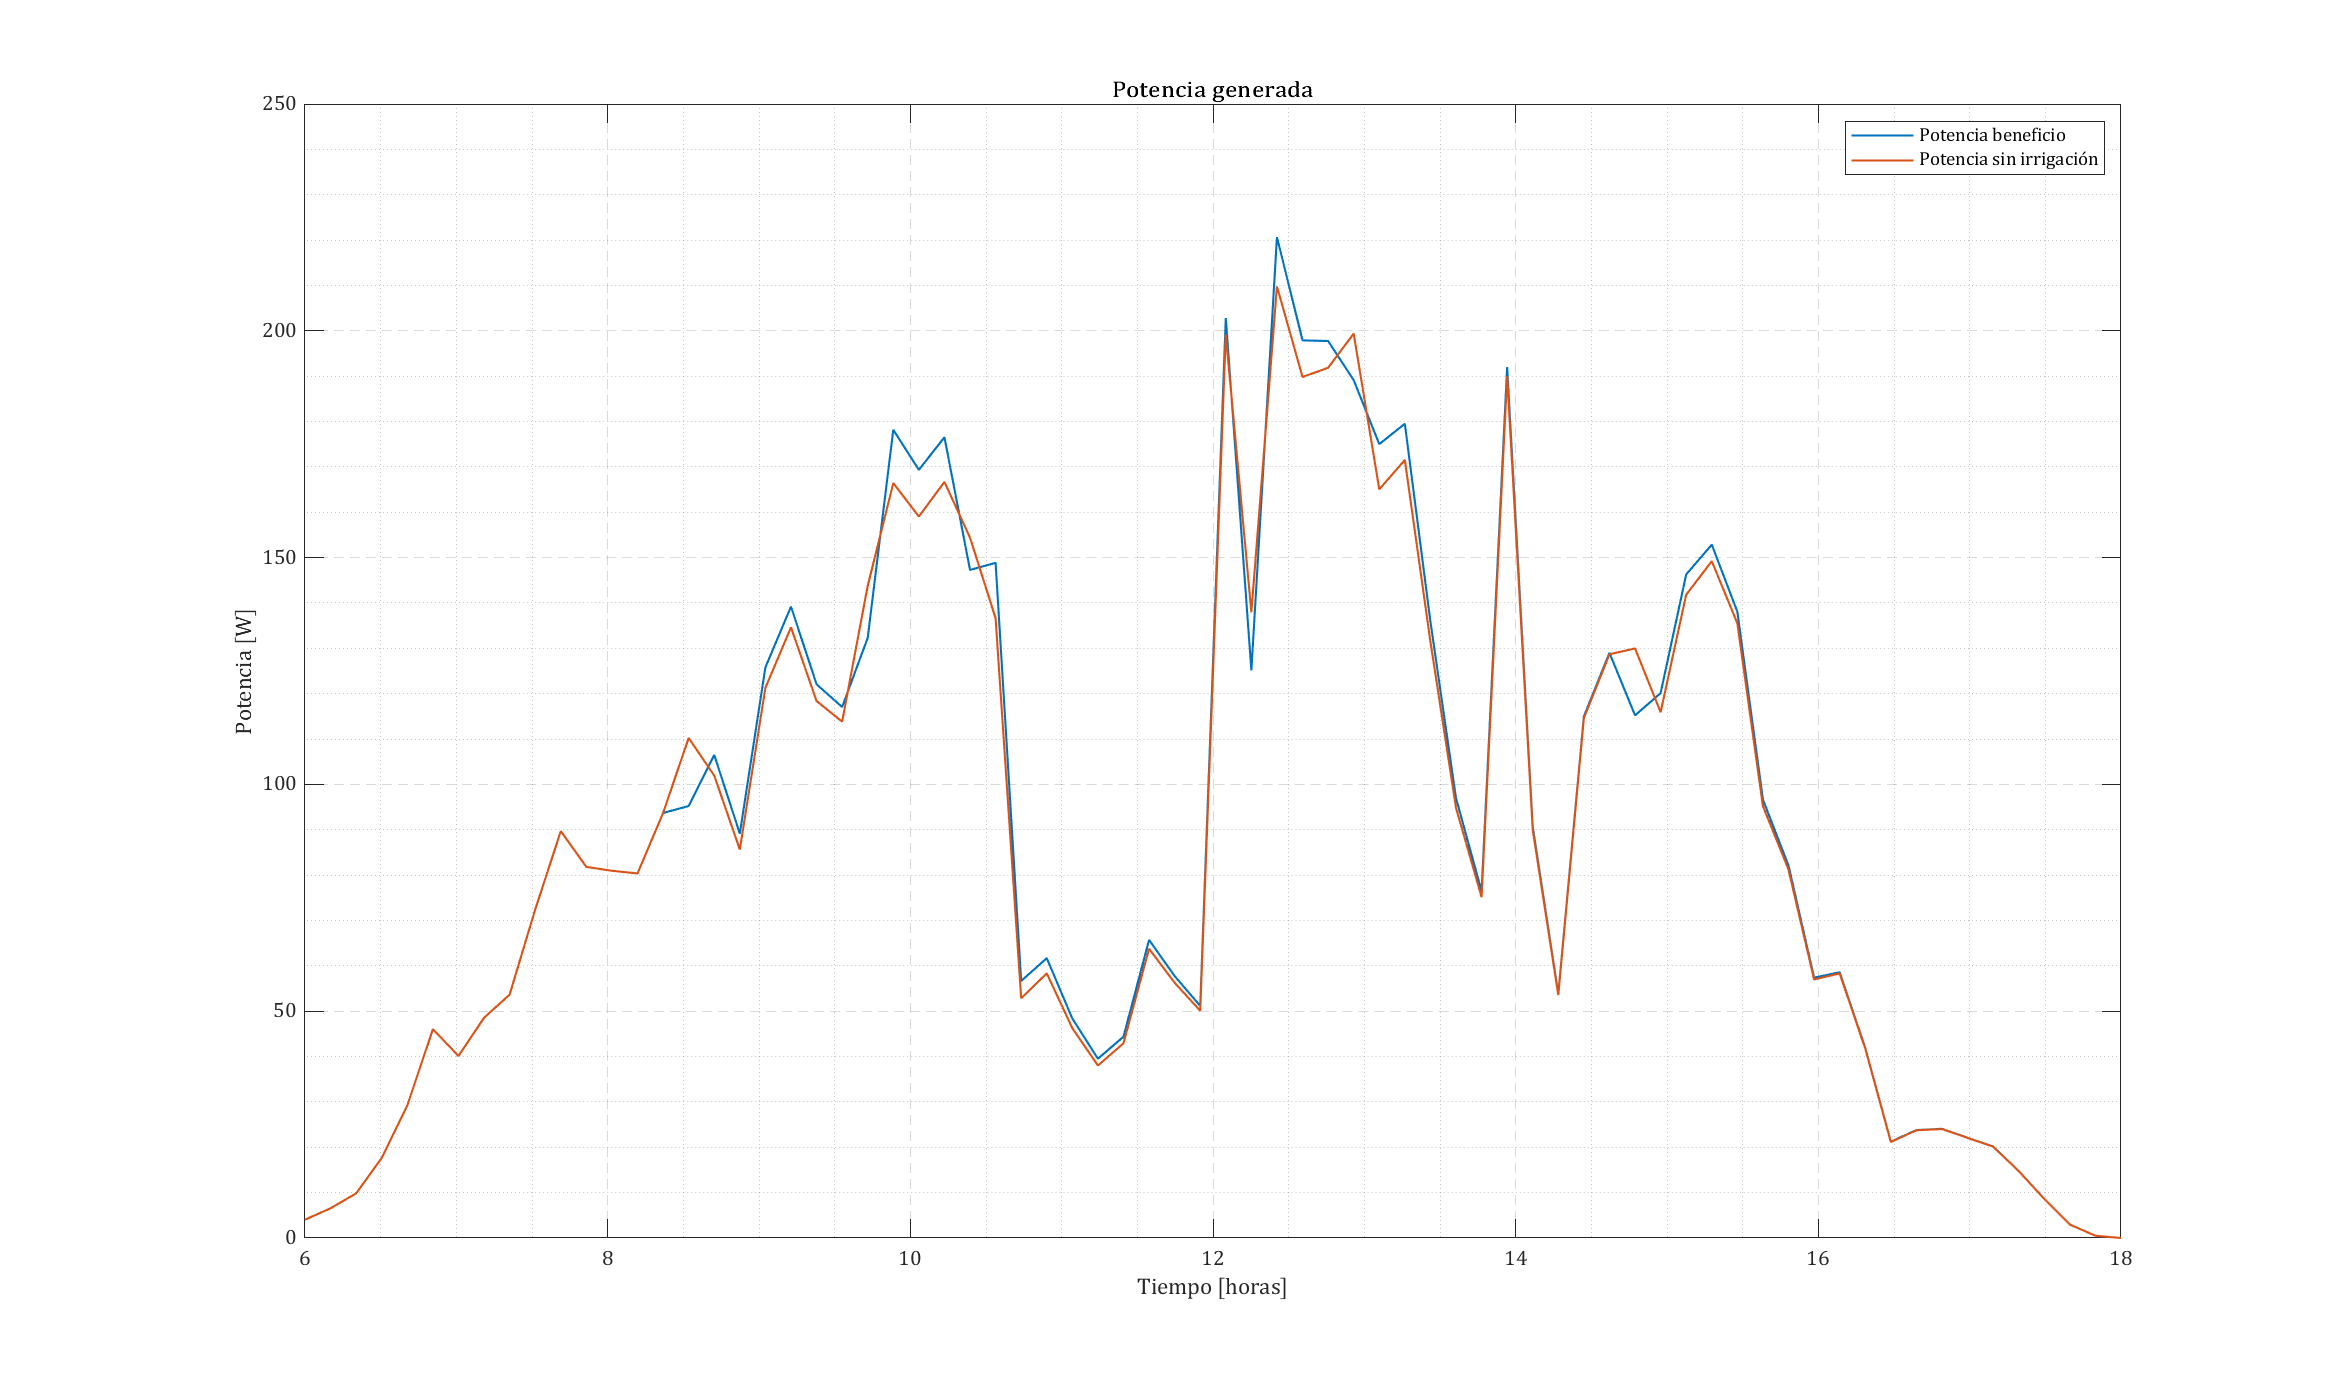 Potencia generada
250
200
150
100
50
0
Potencia [W]
Potencia beneficio
Potencia sin irrigación
6 8 10 12 14 16 18
Tiempo [horas]